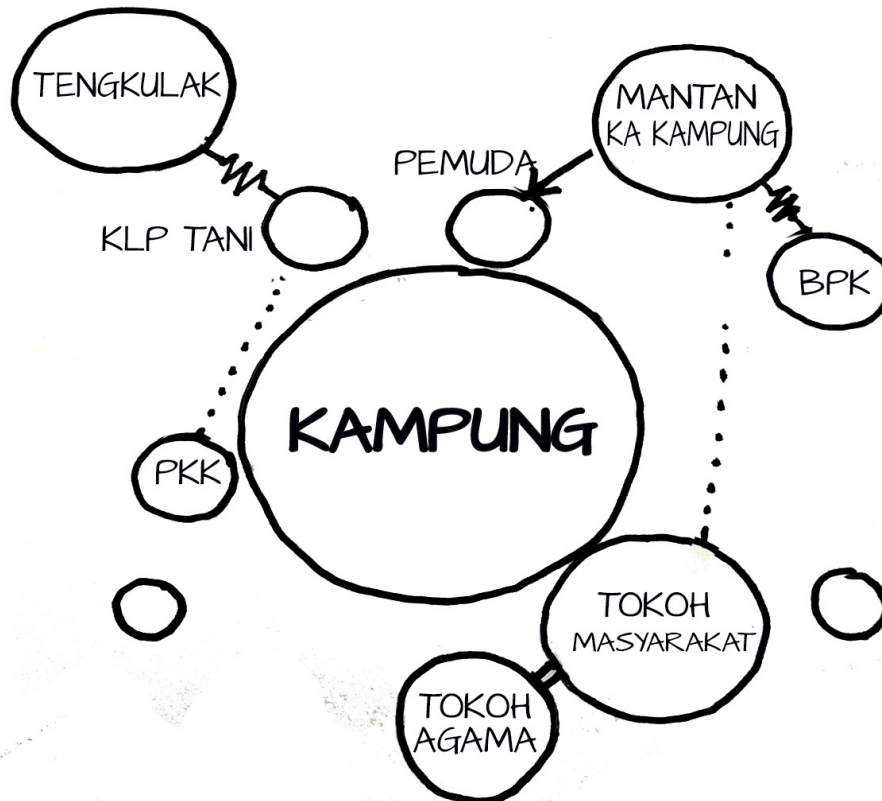 TENGKULAK
MANTAN
KA KAMPUNG
PEMUDA
KLP TANI
BPK
KAMPUNG
PKK
TOKOH
MASYARAKAT
TOKOH
AGAMA